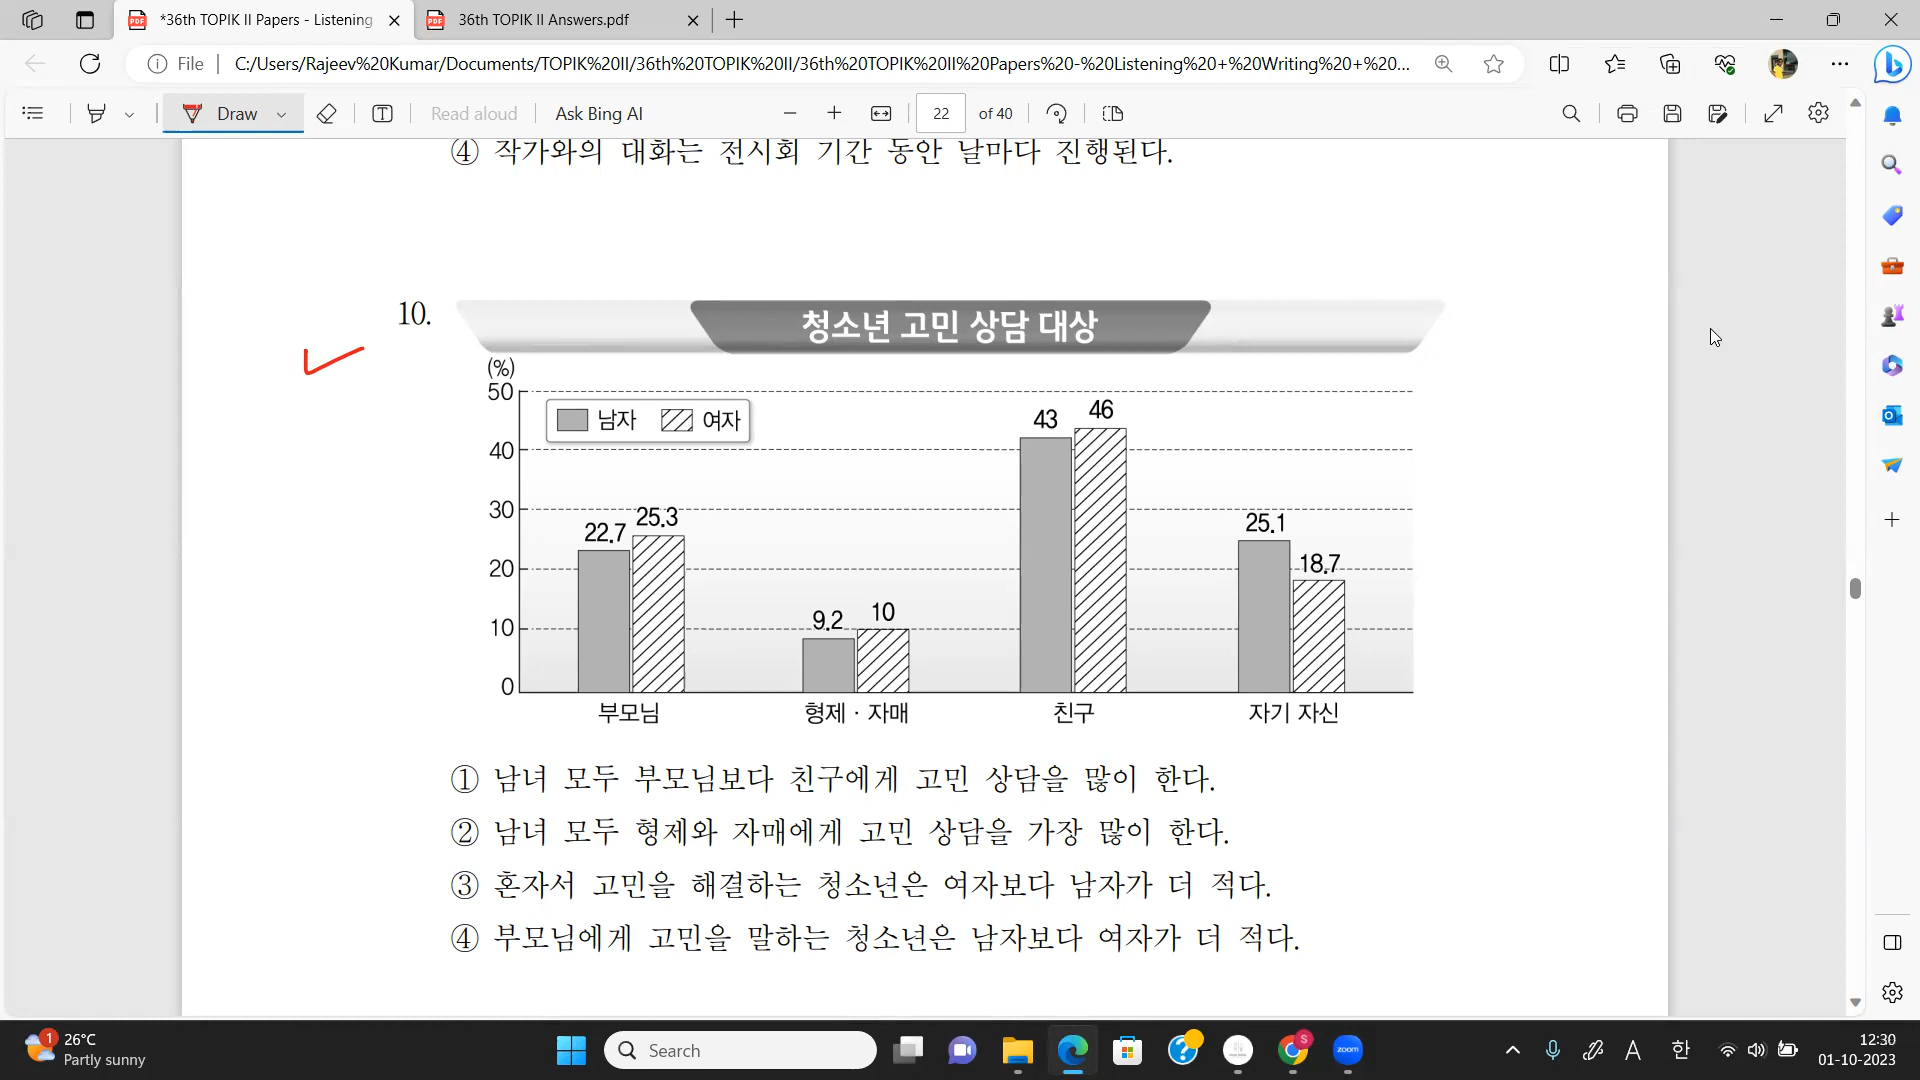 *36th TOPIK II Papers - Listening
36th TOPIK II Answers.pdf
File
C:/Users/Rajeev%20Kumar/Documents/TOPIK%20II/36th%20TOPIK%20II/36th%20TOPIK%20II%20Papers%20-%20Listening%20+%20Writing%20+%20...
Draw
Read aloud
Ask Bing AI
22 of 40
④ 작가와의 대화는 전시회 기간 동안 날마다 진행된다.
10.
청소년 고민 상담 대상
(%)
50
40
30
20
10
0
남자 여자
22.7 25.3
9.2 10
43 46
25.1 18.7
부모님 형제·자매 친구 자기 자신
① 남녀 모두 부모님보다 친구에게 고민 상담을 많이 한다.
② 남녀 모두 형제와 자매에게 고민 상담을 가장 많이 한다.
③ 혼자서 고민을 해결하는 청소년은 여자보다 남자가 더 적다.
④ 부모님에게 고민을 말하는 청소년은 남자보다 여자가 더 적다.
1
26°C
Partly sunny
Search
S
zoom
A
한
12:30
01-10-2023